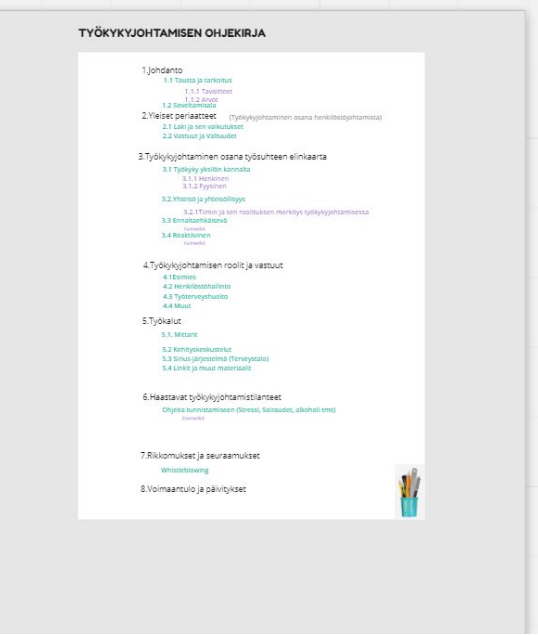 TYÖKYKYJOHTAMISEN OHJEKIRJA
1.Johdanto
1.1 Tausta ja tarkoitus
1.1.1 Tavoitteet
1.1.2 Arvot
1.2 Soveltamisala
2.Yleiset periaatteet (Työkykyjohtaminen osana henkilöstöjohtamista)
2.1 Laki ja sen vaikutukset
2.2 Vastuut ja Valtuudet
3.Työkykyjohtaminen osana työsuhteen elinkaarta
3.1 Työkyky yksilön kannalta
3.1.1 Henkinen
3.1.2 Fyysinen
3.2.Yhteisö ja yhteisöllisyys
3.2.1Tiimin ja sen roolituksen merkitys työkykyjohtamisessa
3.3 Ennaltaehkäisevä
3.4 Reaktiivinen
4.Työkykyjohtamisen roolit ja vastuut
4.1Esimies
4.2 Henkilöstöhallinto
4.3 Työterveyshuolto
4.4 Muut
5.Työkalut
5.1. Mittarit
5.2 Kehityskeskustelut
5.3 Sirius-järjestelmä (Terveystalo)
5.4 Linkit ja muut materiaalit
6.Haastavat työkykyjohtamistilanteet
Ohjeita tunnistamiseen (Stressi, Sairaudet, alkoholi tms)
7.Rikkomukset ja seuraamukset
Whistleblowing
8.Voimaantulo ja päivitykset